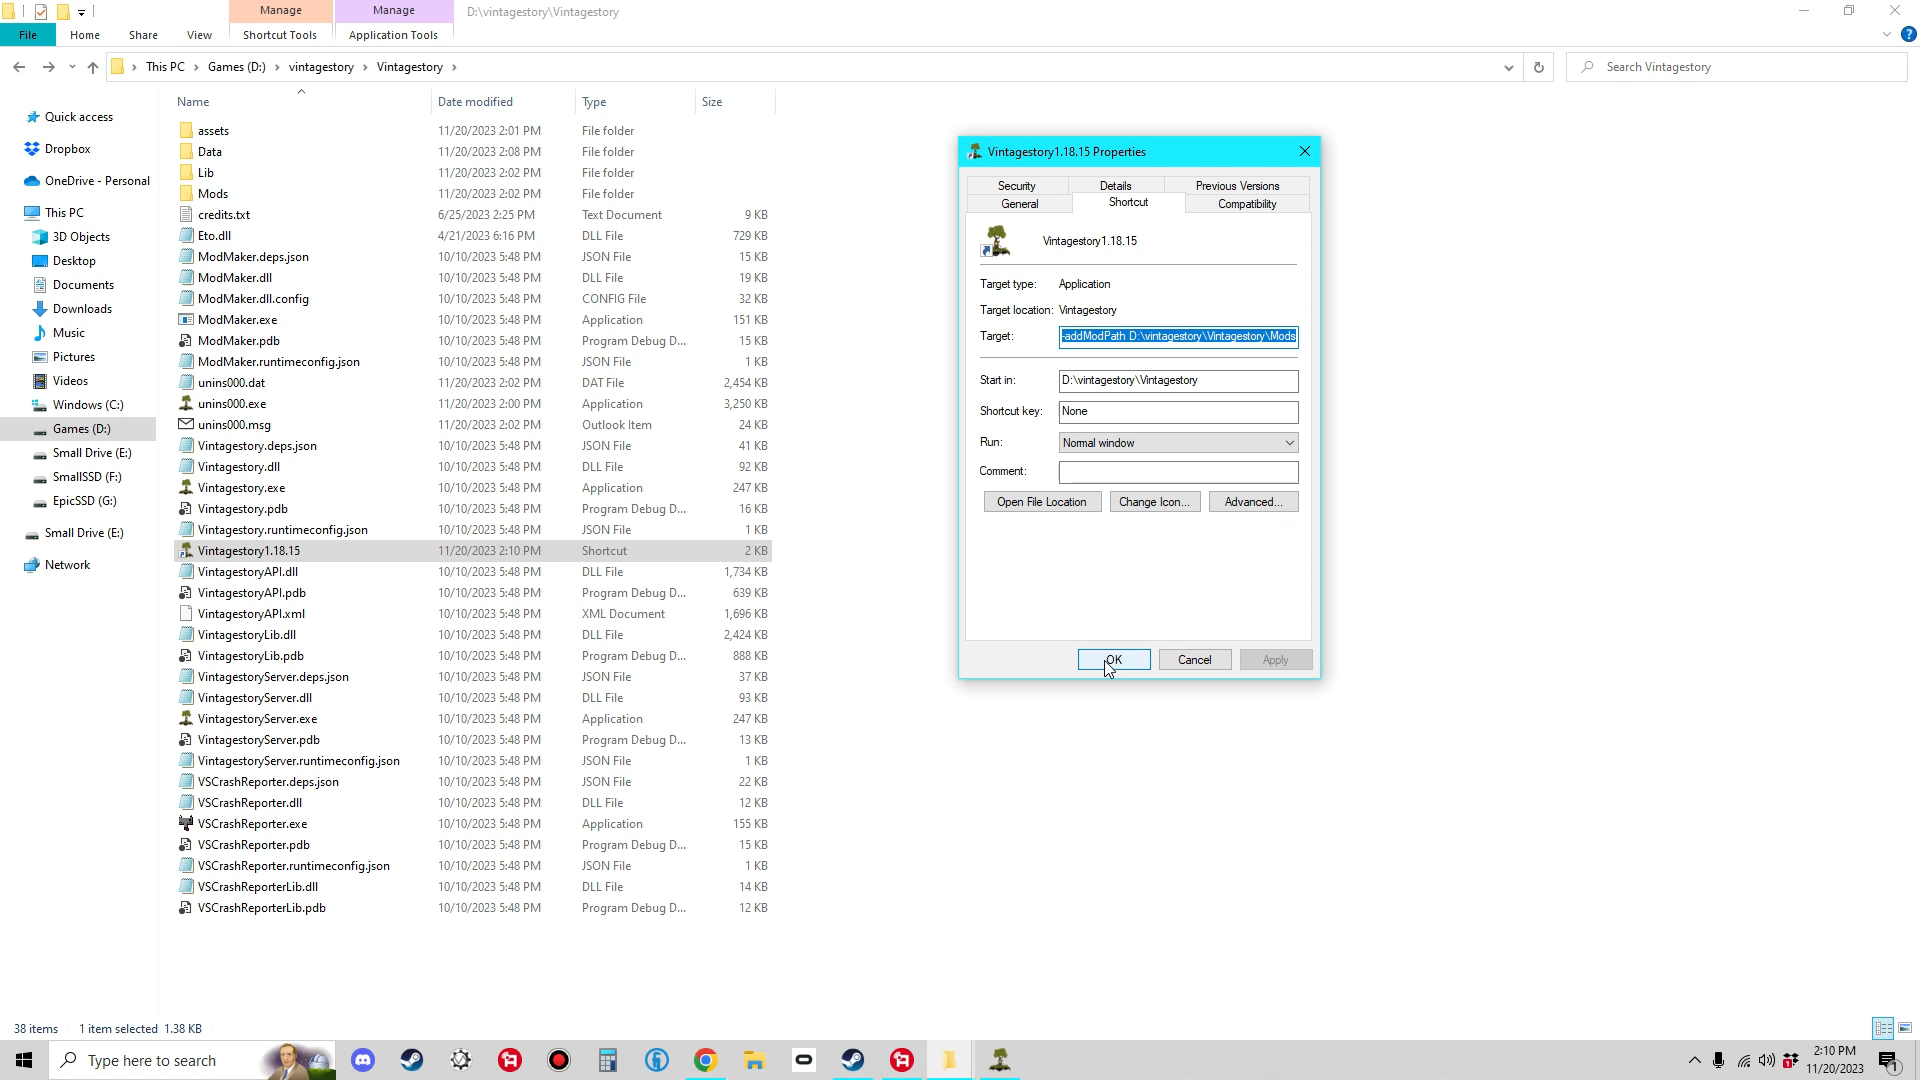 Manage
Manage
D:\vintagestory\Vintagestory
File
Home
Share
View
Shortcut Tools
Application Tools
?
This PC
Games (D:)
vintagestory
Vintagestory
Search Vintagestory
Name
Date modified
Type
Size
Quick access
Dropbox
OneDrive - Personal
This PC
3D Objects
Desktop
Documents
Downloads
Music
Pictures
Videos
Windows (C:)
Games (D:)
Small Drive (E:)
SmallSSD (F:)
EpicSSD (G:)
Small Drive (E:)
Network
assets 11/20/2023 2:01 PM File folder
Data 11/20/2023 2:08 PM File folder
Lib 11/20/2023 2:02 PM File folder
Mods 11/20/2023 2:02 PM File folder
credits.txt 6/25/2023 2:25 PM Text Document 9 KB
Eto.dll 4/21/2023 6:16 PM DLL File 729 KB
ModMaker.deps.json 10/10/2023 5:48 PM JSON File 15 KB
ModMaker.dll 10/10/2023 5:48 PM DLL File 19 KB
ModMaker.dll.config 10/10/2023 5:48 PM CONFIG File 32 KB
ModMaker.exe 10/10/2023 5:48 PM Application 151 KB
ModMaker.pdb 10/10/2023 5:48 PM Program Debug D... 15 KB
ModMaker.runtimeconfig.json 10/10/2023 5:48 PM JSON File 1 KB
unins000.dat 11/20/2023 2:02 PM DAT File 2,454 KB
unins000.exe 11/20/2023 2:00 PM Application 3,250 KB
unins000.msg 11/20/2023 2:02 PM Outlook Item 24 KB
Vintagestory.deps.json 10/10/2023 5:48 PM JSON File 41 KB
Vintagestory.dll 10/10/2023 5:48 PM DLL File 92 KB
Vintagestory.exe 10/10/2023 5:48 PM Application 247 KB
Vintagestory.pdb 10/10/2023 5:48 PM Program Debug D... 16 KB
Vintagestory.runtimeconfig.json 10/10/2023 5:48 PM JSON File 1 KB
Vintagestory1.18.15 11/20/2023 2:10 PM Shortcut 2 KB
VintagestoryAPI.dll 10/10/2023 5:48 PM DLL File 1,734 KB
VintagestoryAPI.pdb 10/10/2023 5:48 PM Program Debug D... 639 KB
VintagestoryAPI.xml 10/10/2023 5:48 PM XML Document 1,696 KB
VintagestoryLib.dll 10/10/2023 5:48 PM DLL File 2,424 KB
VintagestoryLib.pdb 10/10/2023 5:48 PM Program Debug D... 888 KB
VintagestoryServer.deps.json 10/10/2023 5:48 PM JSON File 37 KB
VintagestoryServer.dll 10/10/2023 5:48 PM DLL File 93 KB
VintagestoryServer.exe 10/10/2023 5:48 PM Application 247 KB
VintagestoryServer.pdb 10/10/2023 5:48 PM Program Debug D... 13 KB
VintagestoryServer.runtimeconfig.json 10/10/2023 5:48 PM JSON File 1 KB
VSCrashReporter.deps.json 10/10/2023 5:48 PM JSON File 22 KB
VSCrashReporter.dll 10/10/2023 5:48 PM DLL File 12 KB
VSCrashReporter.exe 10/10/2023 5:48 PM Application 155 KB
VSCrashReporter.pdb 10/10/2023 5:48 PM Program Debug D... 15 KB
VSCrashReporter.runtimeconfig.json 10/10/2023 5:48 PM JSON File 1 KB
VSCrashReporterLib.dll 10/10/2023 5:48 PM DLL File 14 KB
VSCrashReporterLib.pdb 10/10/2023 5:48 PM Program Debug D... 12 KB
Vintagestory1.18.15 Properties
Security
Details
Previous Versions
General
Shortcut
Compatibility
Vintagestory1.18.15
Target type: Application
Target location: Vintagestory
Target: -addModPath D:\vintagestory\Vintagestory\Mods
Start in: D:\vintagestory\Vintagestory
Shortcut key: None
Run: Normal window
Comment:
Open File Location
Change Icon...
Advanced...
OK
Cancel
Apply
38 items
1 item selected 1.38 KB
Type here to search
2:10 PM
11/20/2023
1